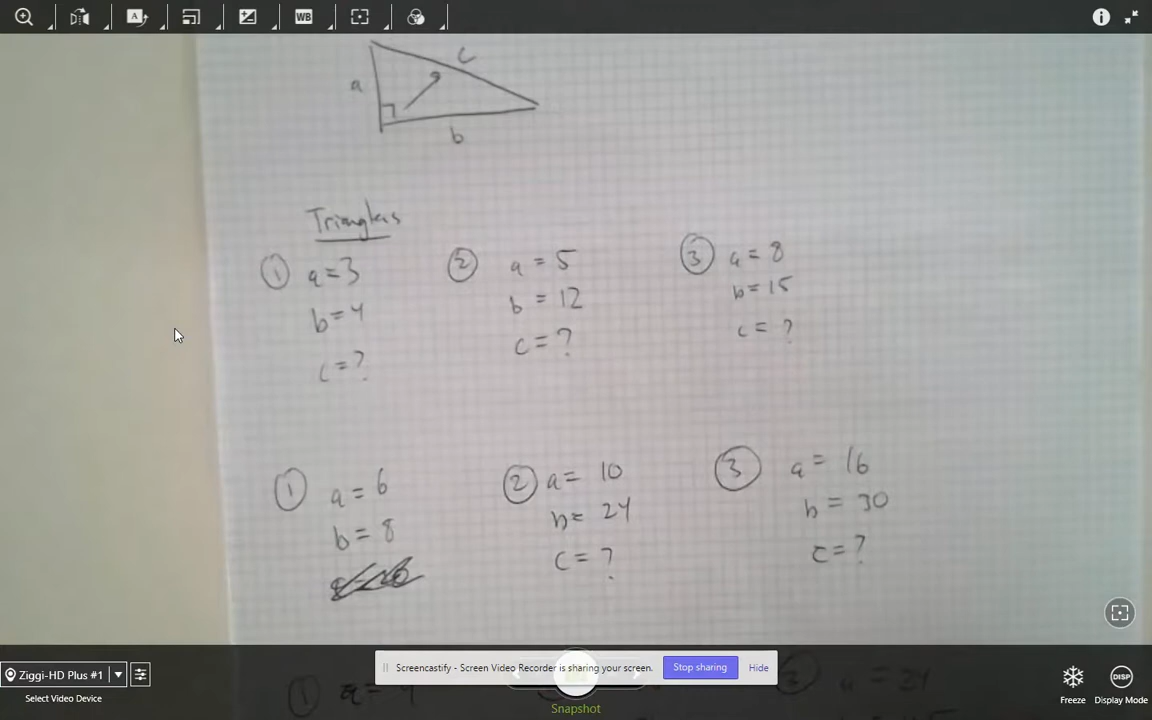 WB
c
a
b
Triangles
① a = 3
b = 4
c = ?
② a = 5
b = 12
c = ?
③ a = 8
b = 15
c = ?
① a = 6
b = 8
② a = 10
b = 24
c = ?
③ a = 16
b = 30
c = ?
Ziggi-HD Plus #1
Select Video Device
Screencastify - Screen Video Recorder is sharing your screen.
Stop sharing
Hide
Snapshot
Freeze
DISP
Display Mode
①